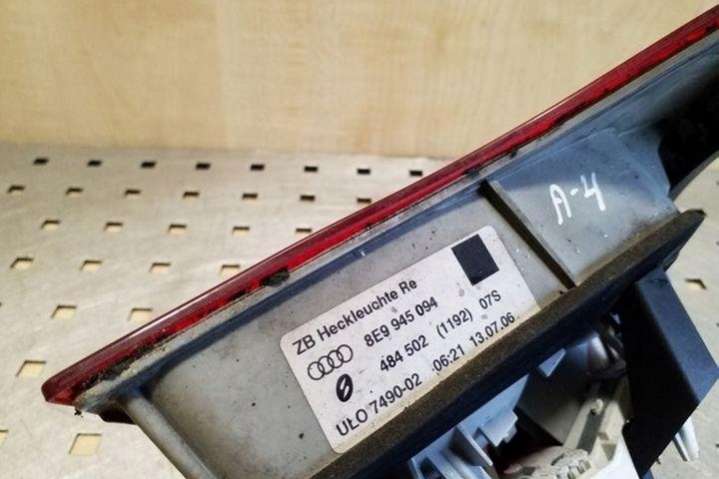 ZB Heckleuchte Re
8E9 945 094
484 502 (1192) 07S
ULO 7490-02 06:21 13.07.06
A-4